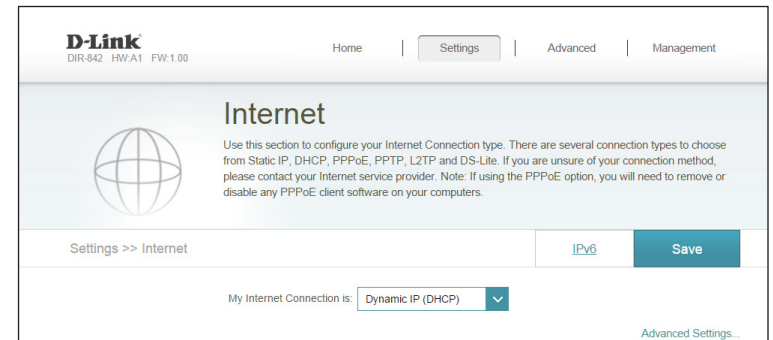 D-Link
DIR-842 HW:A1 FW:1.00
Home
Settings
Advanced
Management
Internet
Use this section to configure your Internet Connection type. There are several connection types to choose
from Static IP, DHCP, PPPoE, PPTP, L2TP and DS-Lite. If you are unsure of your connection method,
please contact your Internet service provider. Note: If using the PPPoE option, you will need to remove or
disable any PPPoE client software on your computers.
Settings >> Internet
IPv6
Save
My Internet Connection is: Dynamic IP (DHCP)
Advanced Settings...